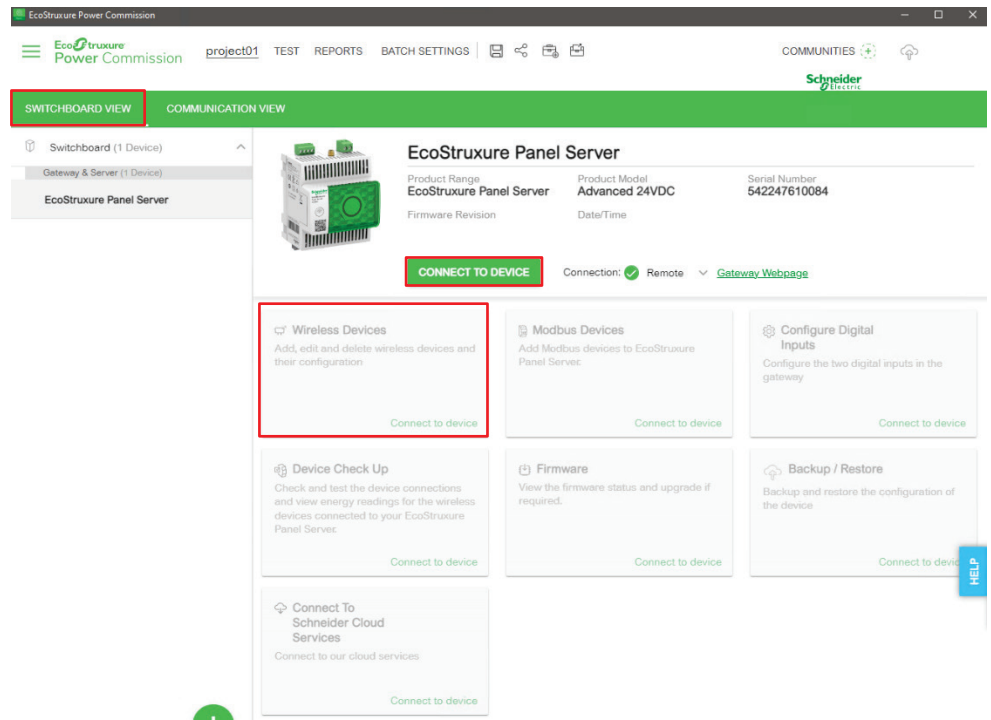 EcoStruxure Power Commission
EcoStruxure
Power Commission
project01 TEST REPORTS BATCH SETTINGS
COMMUNITIES
Schneider
Electric
SWITCHBOARD VIEW COMMUNICATION VIEW
Switchboard (1 Device)
Gateway & Server (1 Device)
EcoStruxure Panel Server
EcoStruxure Panel Server
Product Range Product Model Serial Number
EcoStruxure Panel Server Advanced 24VDC 542247610084
Firmware Revision Date/Time
CONNECT TO DEVICE Connection: Remote Gateway Webpage
Wireless Devices
Add, edit and delete wireless devices and
their configuration
Connect to device
Modbus Devices
Add Modbus devices to EcoStruxure
Panel Server.
Connect to device
Configure Digital
Inputs
Configure the two digital inputs in the
gateway
Connect to device
Device Check Up
Check and test the device connections
and view energy readings for the wireless
devices connected to your EcoStruxure
Panel Server.
Connect to device
Firmware
View the firmware status and upgrade if
required.
Connect to device
Backup / Restore
Backup and restore the configuration of
the device
Connect to devic
HELP
Connect To
Schneider Cloud
Services
Connect to our cloud services
Connect to device